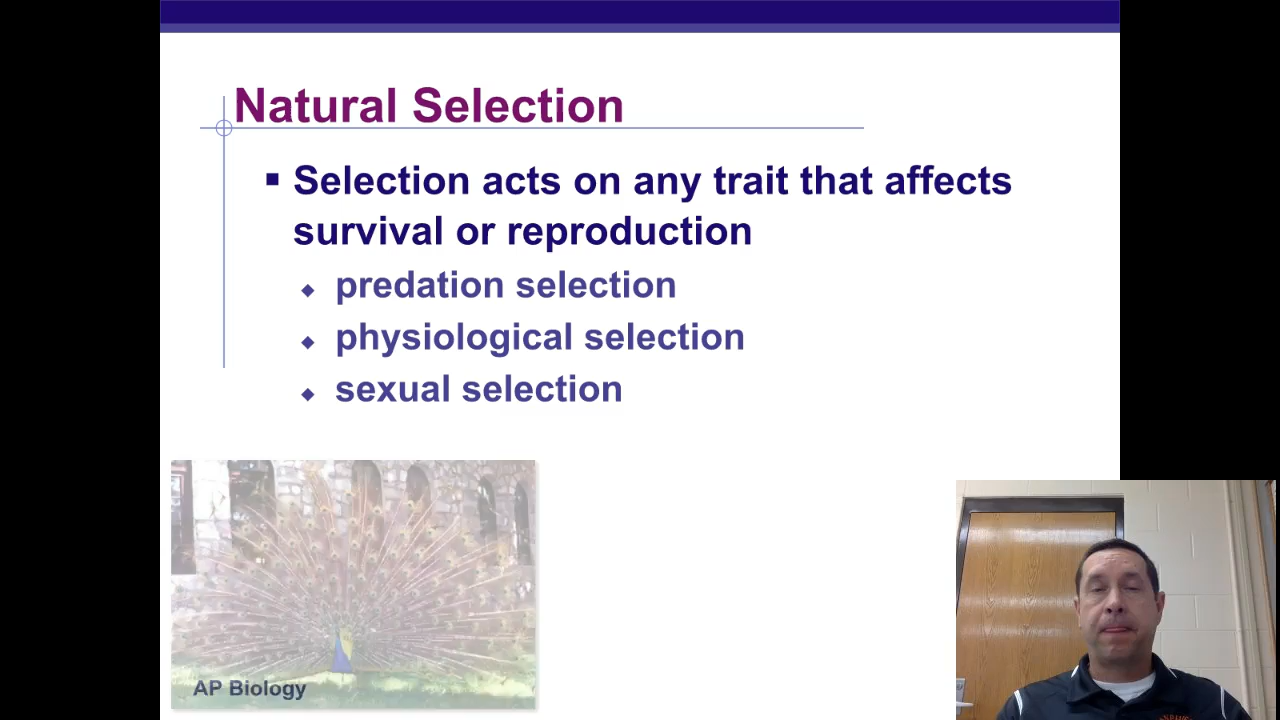 Natural Selection
▪ Selection acts on any trait that affects
survival or reproduction
◆ predation selection
◆ physiological selection
◆ sexual selection
AP Biology